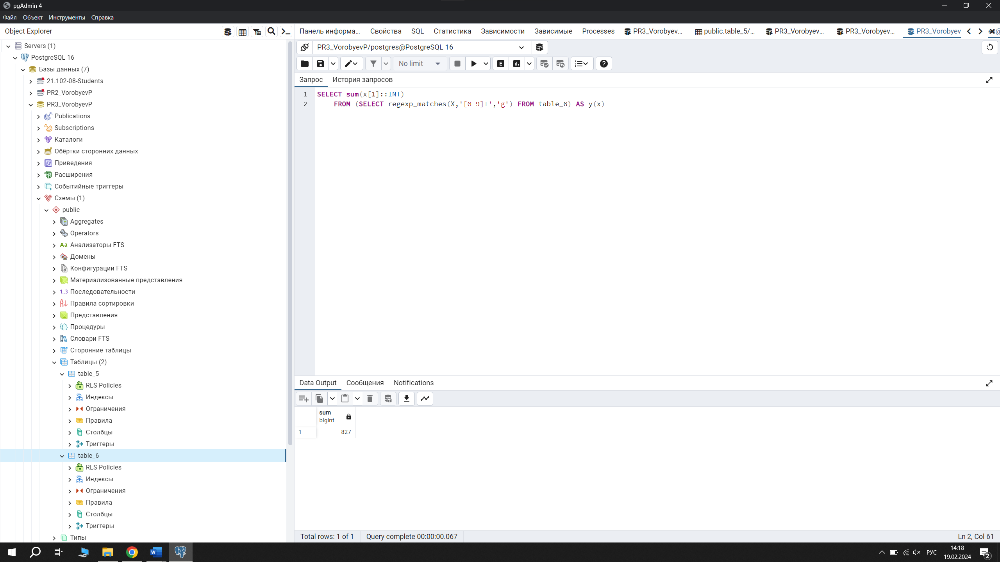 pgAdmin 4
Файл Объект Инструменты Справка
Object Explorer
Панель информа... Свойства SQL Статистика Зависимости Зависимые Processes PR3_Vorobyev... public.table_5/... PR3_Vorobyev... PR3_Vorobyev... PR3_Vorobyev
Servers (1)
PostgreSQL 16
Базы данных (7)
21.102-08-Students
PR2_VorobyevP
PR3_VorobyevP
Publications
Subscriptions
Каталоги
Обёртки сторонних данных
Приведения
Расширения
Событийные триггеры
Схемы (1)
public
Aggregates
Operators
Aa Анализаторы FTS
Домены
Конфигурации FTS
Материализованные представления
1..3 Последовательности
Правила сортировки
Представления
Процедуры
Словари FTS
Сторонние таблицы
Таблицы (2)
table_5
RLS Policies
Индексы
Ограничения
Правила
Столбцы
Триггеры
table_6
RLS Policies
Индексы
Ограничения
Правила
Столбцы
Триггеры
Типы
PR3_VorobyevP/postgres@PostgreSQL 16
No limit
E
Запрос История запросов
1 SELECT sum(x[1]::INT)
2 FROM (SELECT regexp_matches(X,'[0-9]+','g') FROM table_6) AS y(x)
Data Output Сообщения Notifications
sum
bigint
1 827
Total rows: 1 of 1 Query complete 00:00:00.067 Ln 2, Col 61
РУС
14:18
19.02.2024
2